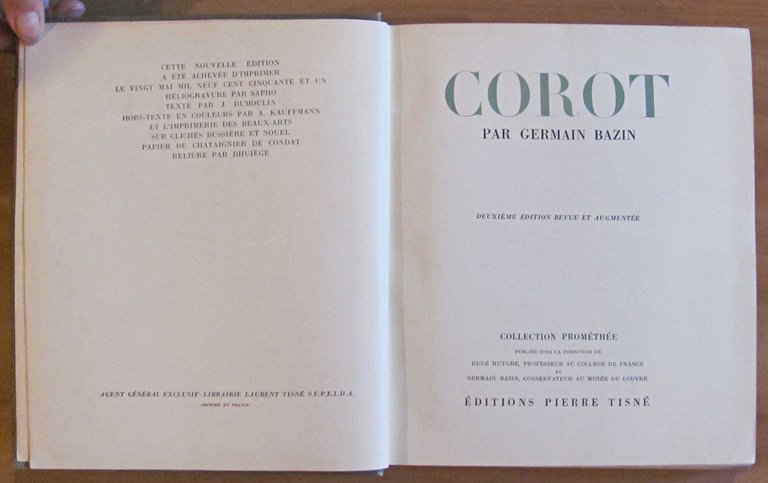 CETTE NOUVELLE ÉDITION
A ÉTÉ ACHEVÉE D'IMPRIMER
LE VINGT MAI MIL NEUF CENT CINQUANTE ET UN
HÉLIOGRAVURE PAR SAPHO
TEXTE PAR J. DUMOULIN
HORS-TEXTE EN COULEURS PAR A. KAUFFMANN
ET L'IMPRIMERIE DES BEAUX-ARTS
SUR CLICHÉS BUSSIÈRE ET NOUEL
PAPIER DE CHATAIGNIER DE CONDAT
RELIURE PAR DHUIÈGE
AGENT GÉNÉRAL EXCLUSIF: LIBRAIRIE LAURENT TISNÉ S.E.P.E.L.D.A.
IMPRIMÉ EN FRANCE
COROT
PAR GERMAIN BAZIN
DEUXIÈME ÉDITION REVUE ET AUGMENTÉE
COLLECTION PROMÉTHÉE
PUBLIÉE SOUS LA DIRECTION DE
RENÉ HUYGHE, PROFESSEUR AU COLLÈGE DE FRANCE
ET
GERMAIN BAZIN, CONSERVATEUR AU MUSÉE DU LOUVRE
ÉDITIONS PIERRE TISNÉ